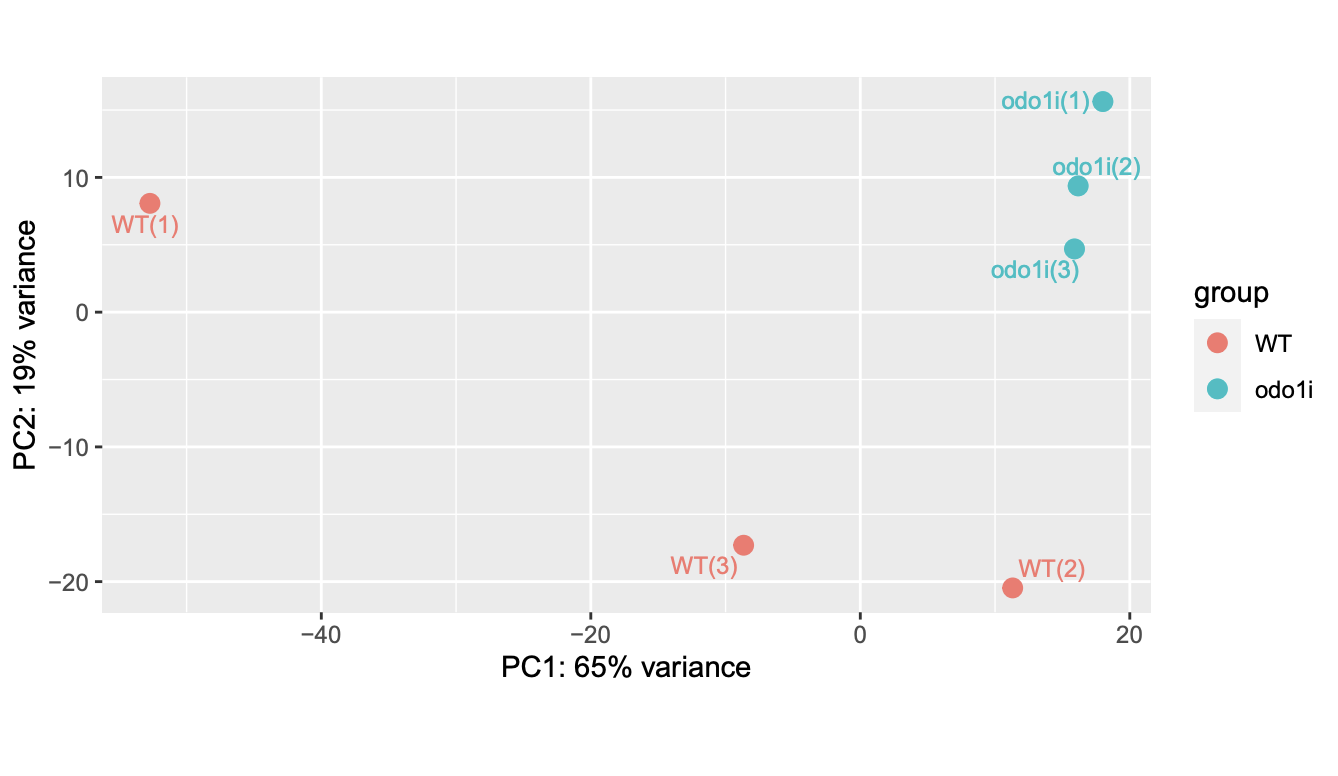 odo1i(1)
odo1i(2)
10
WT(1)
odo1i(3)
0
PC2: 19% variance
−10
WT(3)
WT(2)
−20
−40
−20
0
20
PC1: 65% variance
group
WT
odo1i